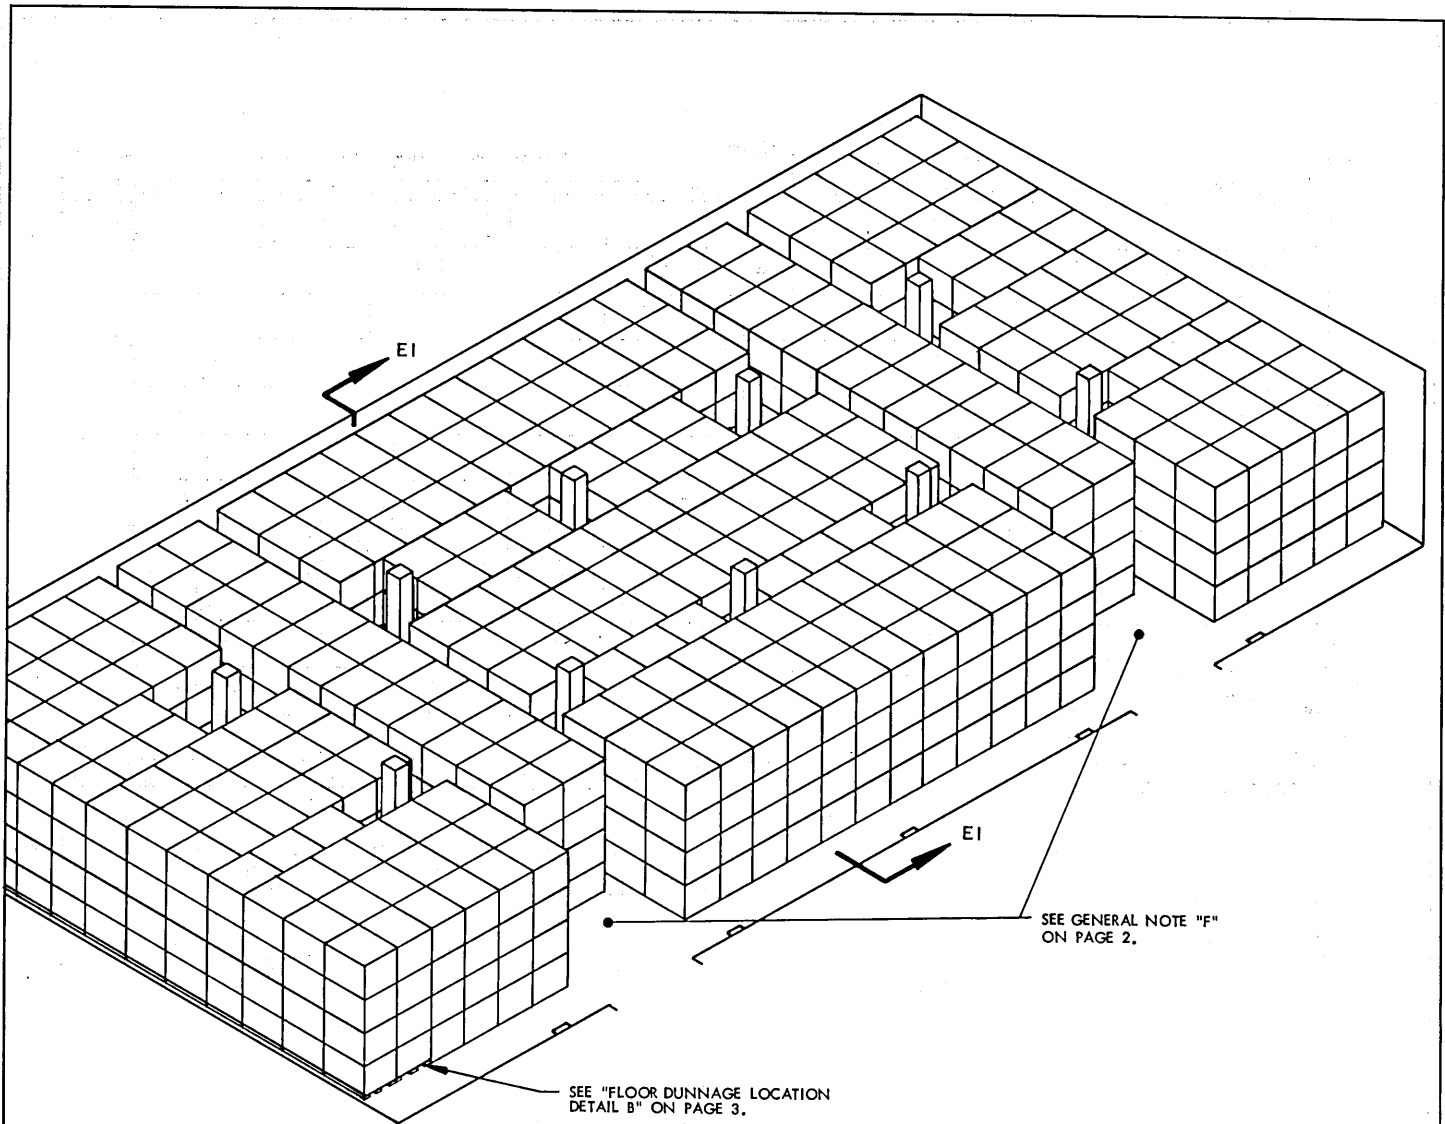 E1
E1
SEE GENERAL NOTE "F"
ON PAGE 2.
SEE "FLOOR DUNNAGE LOCATION
DETAIL B" ON PAGE 3.